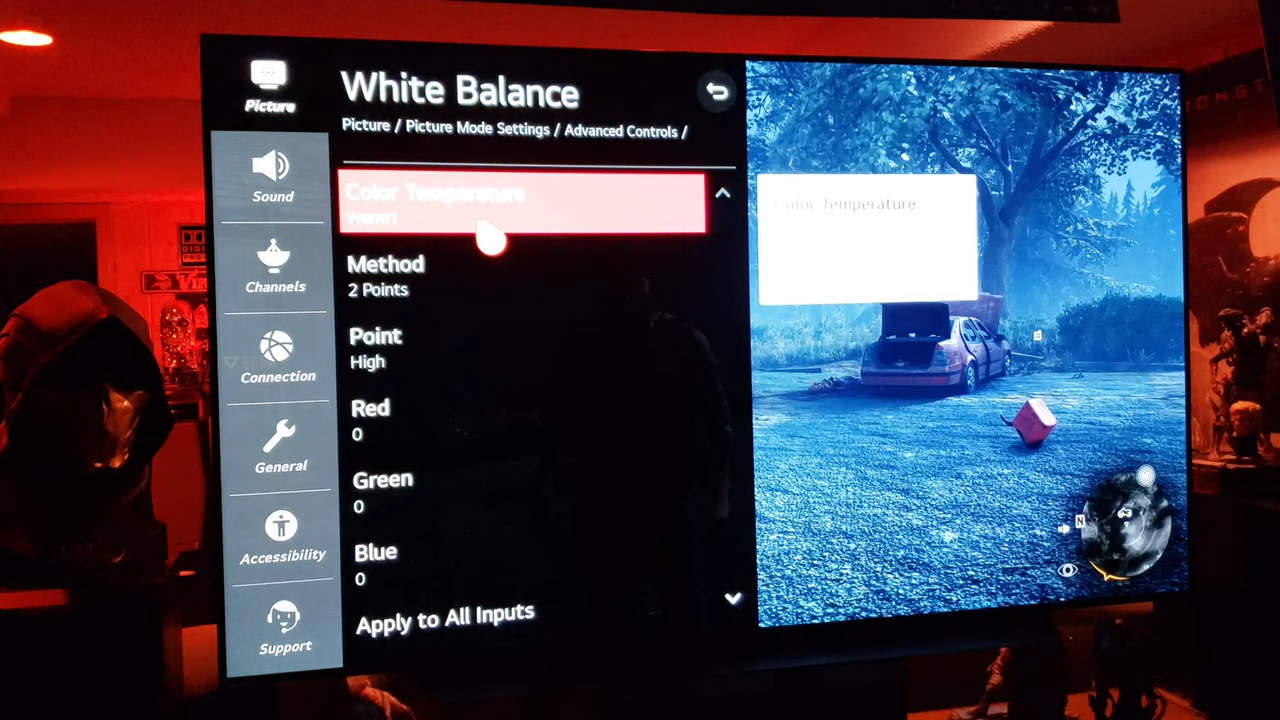 White Balance
Picture
Picture / Picture Mode Settings / Advanced Controls /
Sound
Color Temperature
Warm1
Color Temperature
Channels
Method
2 Points
Connection
Point
High
Red
0
General
Green
0
N
Accessibility
Blue
0
Support
Apply to All Inputs